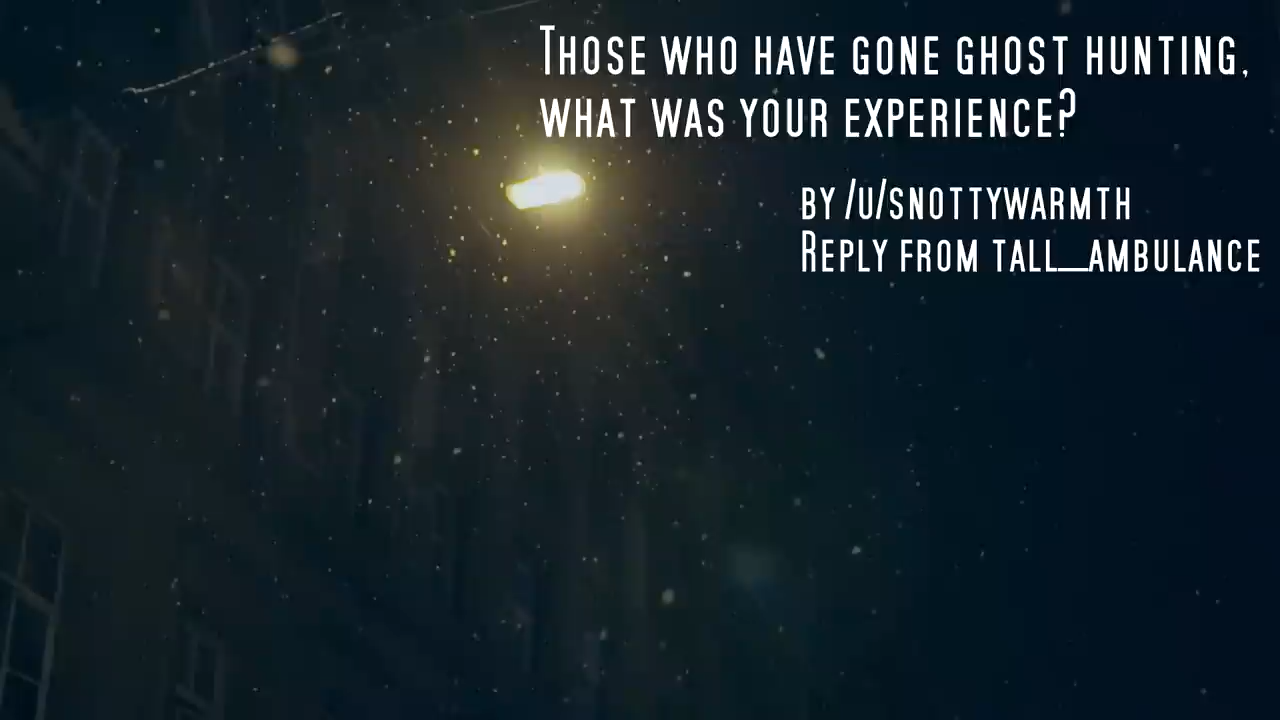 Those who have gone ghost hunting,
what was your experience?
by /u/snottywarmth
Reply from tall_ambulance